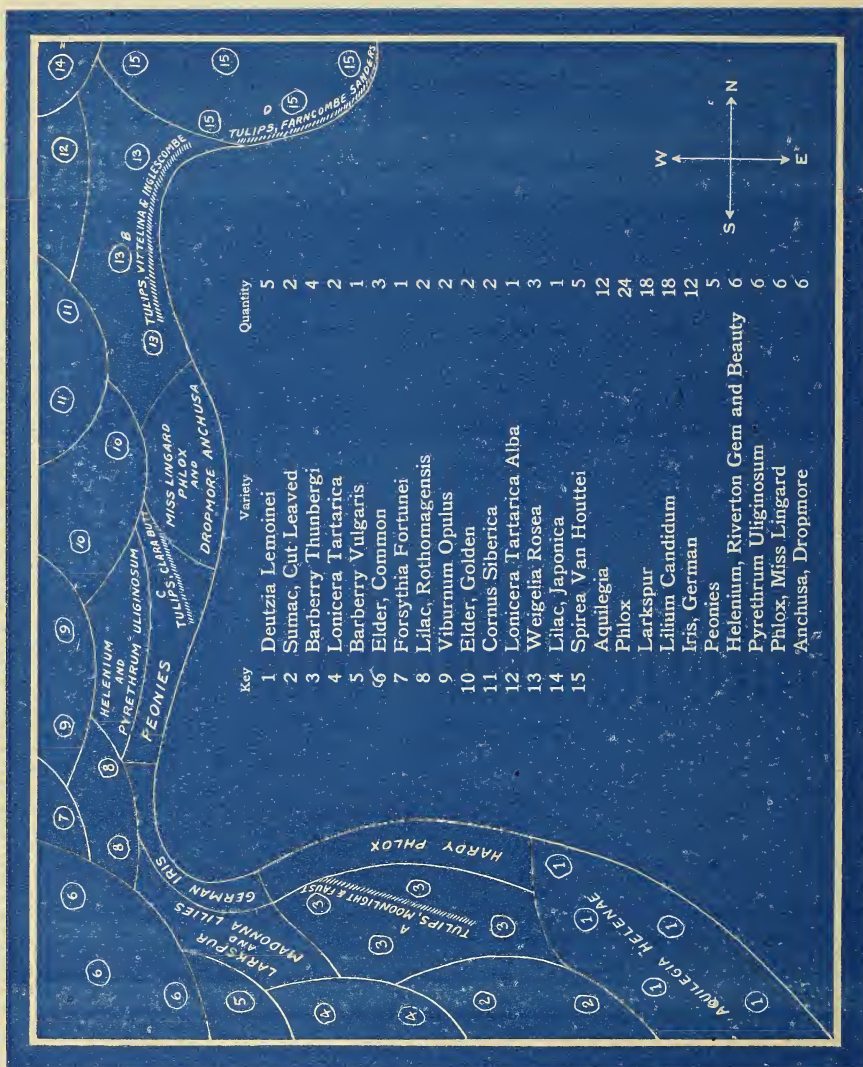 14
15
15
15
15
15
D
TULIPS, FARNCOMBE SANDERS
12
13
13
B
13
TULIPS, VITTELINA & INGLESCOMBE
11
11
10
10
MISS LINGARD
PHLOX
AND
DROPMORE ANCHUSA
C
TULIPS, CLARA BUTT
9
9
HELENIUM
AND
PYRETHRUM ULIGINOSUM
PEONIES
8
8
7
6
6
6
GERMAN IRIS
LARKSPUR
AND
MADONNA LILIES
5
4
4
HARDY PHLOX
3
3
3
3
A
TULIPS MOONLIGHT & FAUST
2
2
1
1
1
1
1
AQUILEGIA HELENAE
W
S N
E
Key Variety Quantity
1 Deutzia Lemoinei 5
2 Sumac, Cut Leaved 2
3 Barberry Thunbergi 4
4 Lonicera Tartarica 2
5 Barberry Vulgaris 1
6 Elder, Common 3
7 Forsythia Fortunei 1
8 Lilac, Rothomagensis 2
9 Viburnum Opulus 2
10 Elder, Golden 2
11 Cornus Siberica 2
12 Lonicera Tartarica Alba 1
13 Weigelia Rosea 3
14 Lilac, Japonica 1
15 Spirea Van Houttei 5
Aquilegia 12
Phlox 24
Larkspur 18
Lilium Candidum 18
Iris, German 12
Peonies 5
Helenium, Riverton Gem and Beauty 6
Pyrethrum Ulignosum 6
Phlox, Miss Lingard 6
Anchusa, Dropmore 6